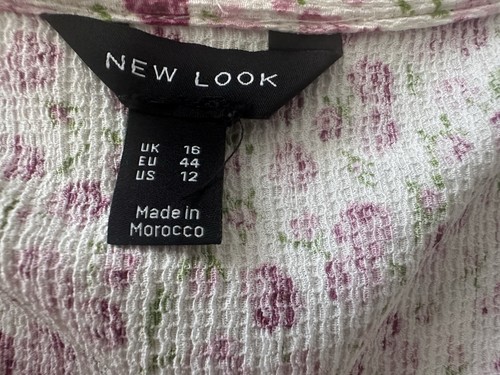 NEW LOOK
UK 16
EU 44
US 12
Made in
Morocco